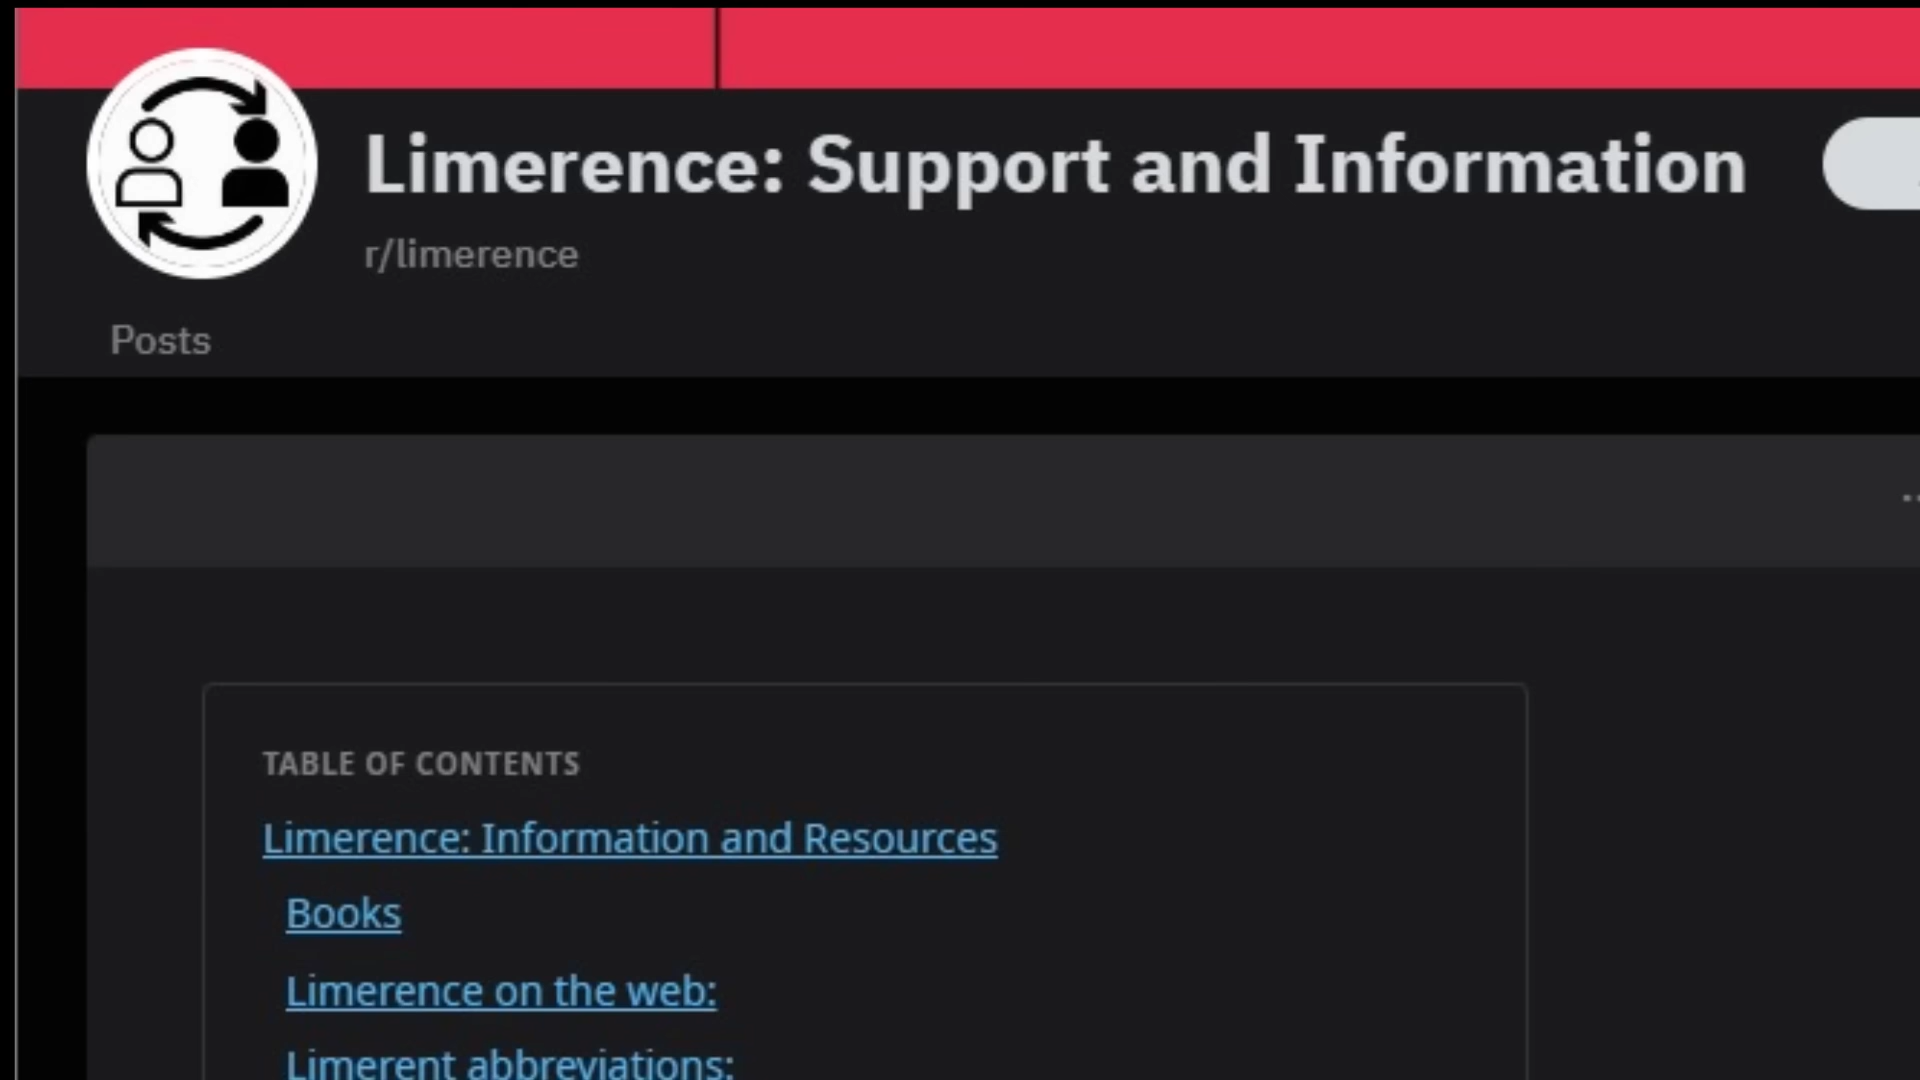 Limerence: Support and Information
r/limerence
Posts
TABLE OF CONTENTS
Limerence: Information and Resources
Books
Limerence on the web:
Limerent abbreviations: